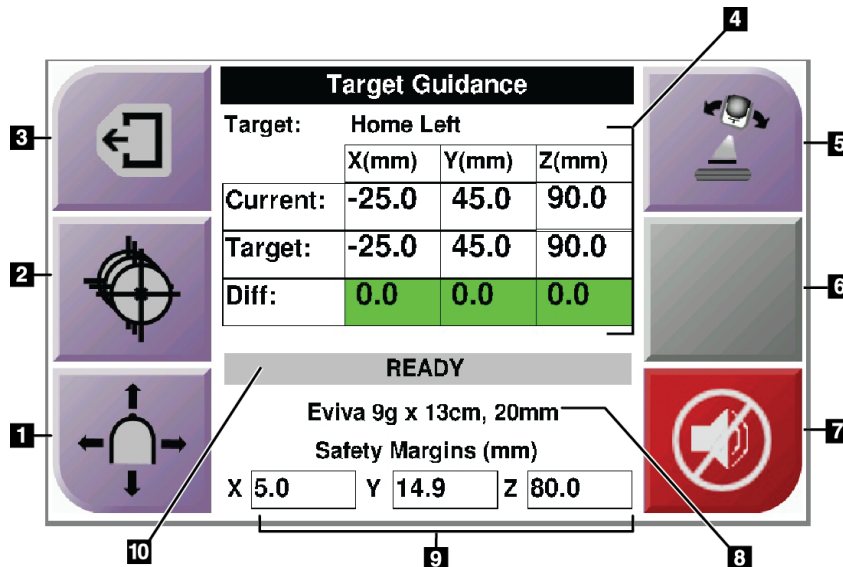 4
Target Guidance
3
Target: Home Left
5
X(mm) Y(mm) Z(mm)
Current: -25.0 45.0 90.0
Target: -25.0 45.0 90.0
2
6
Diff: 0.0 0.0 0.0
READY
Eviva 9g x 13cm, 20mm
1
7
Safety Margins (mm)
X 5.0 Y 14.9 Z 80.0
10
9
8